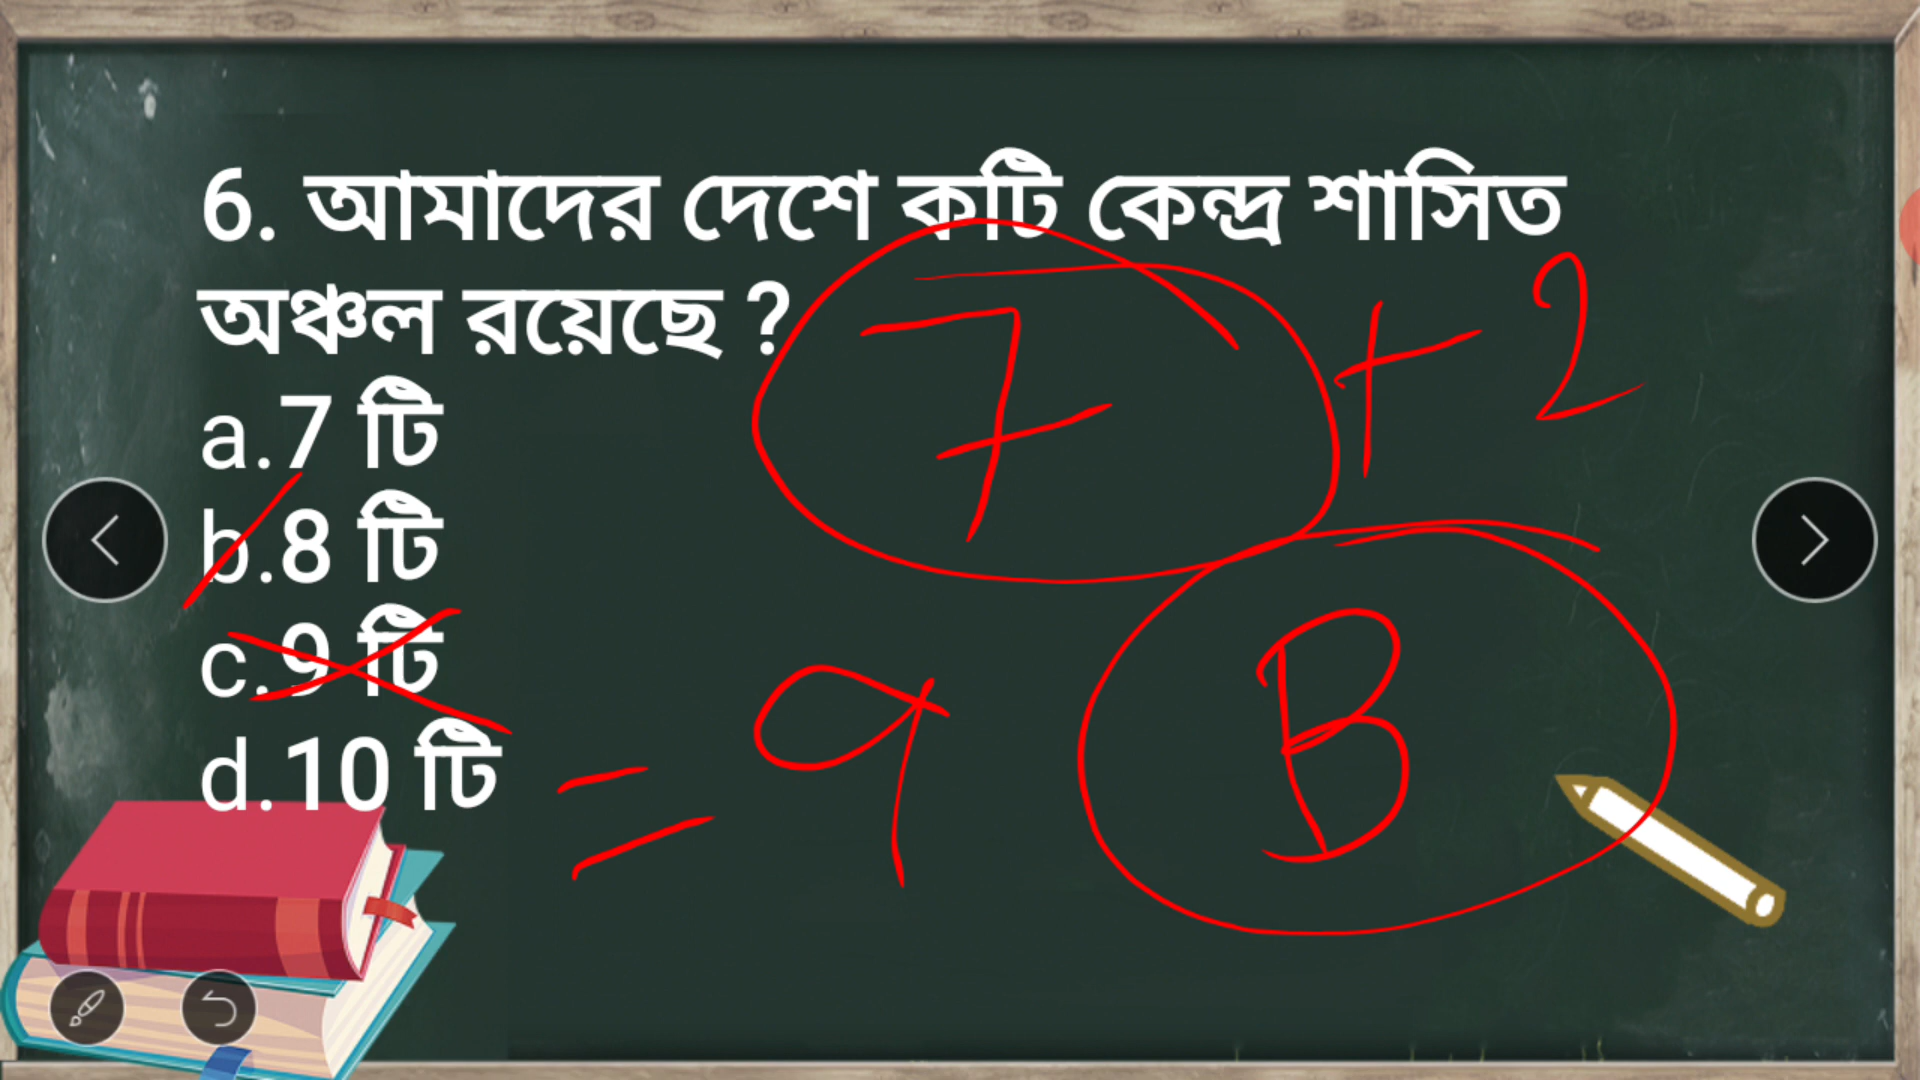 6. আমাদের দেশে কটি কেন্দ্র শাসিত
অঞ্চল রয়েছে ?
7 + 2
a.7 টি
b.8 টি
c.9 টি
d.10 টি
= 9
B